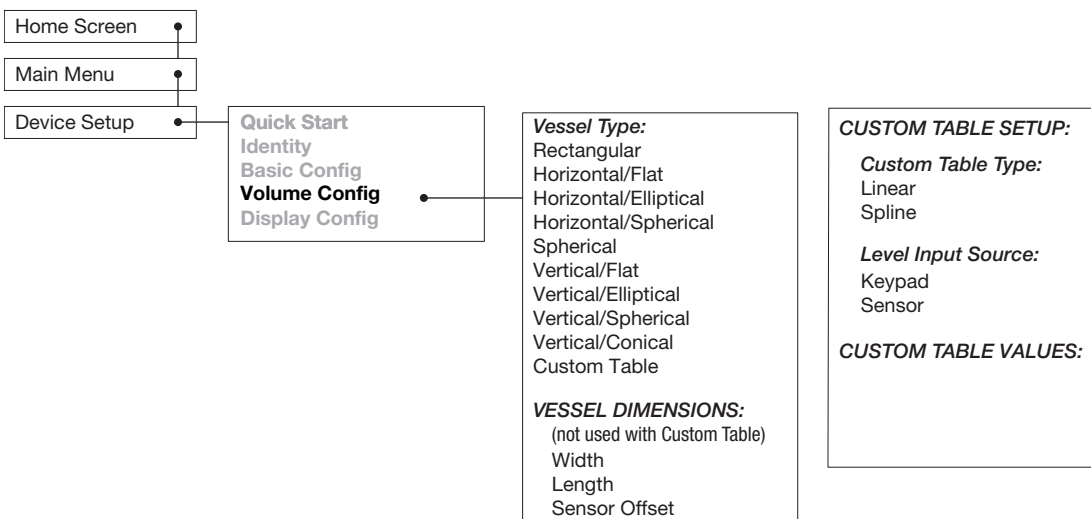 Home Screen
Main Menu
Device Setup
Quick Start
Identity
Basic Config
Volume Config
Display Config
Vessel Type:
Rectangular
Horizontal/Flat
Horizontal/Elliptical
Horizontal/Spherical
Spherical
Vertical/Flat
Vertical/Elliptical
Vertical/Spherical
Vertical/Conical
Custom Table
VESSEL DIMENSIONS:
(not used with Custom Table)
Width
Length
Sensor Offset
CUSTOM TABLE SETUP:
Custom Table Type:
Linear
Spline
Level Input Source:
Keypad
Sensor
CUSTOM TABLE VALUES: